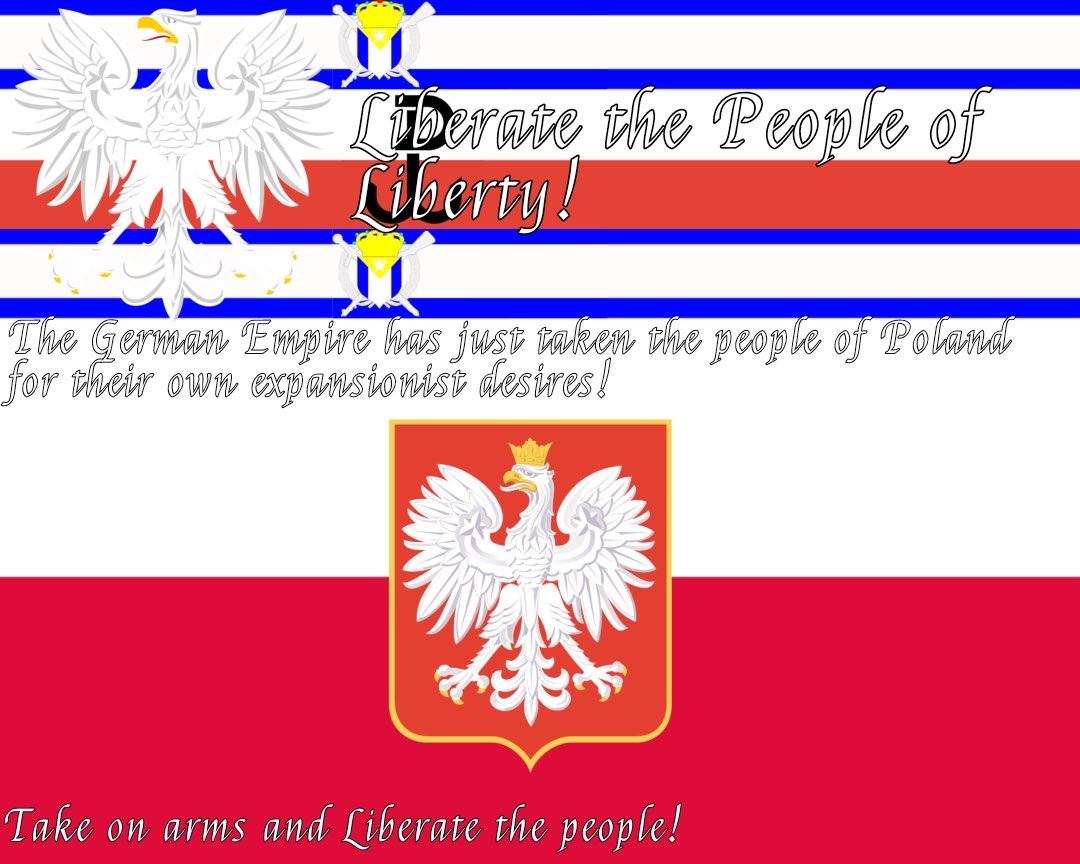 Liberate the People of
Liberty!
The German Empire has just taken the people of Poland
for their own expansionist desires!
Take on arms and Liberate the people!